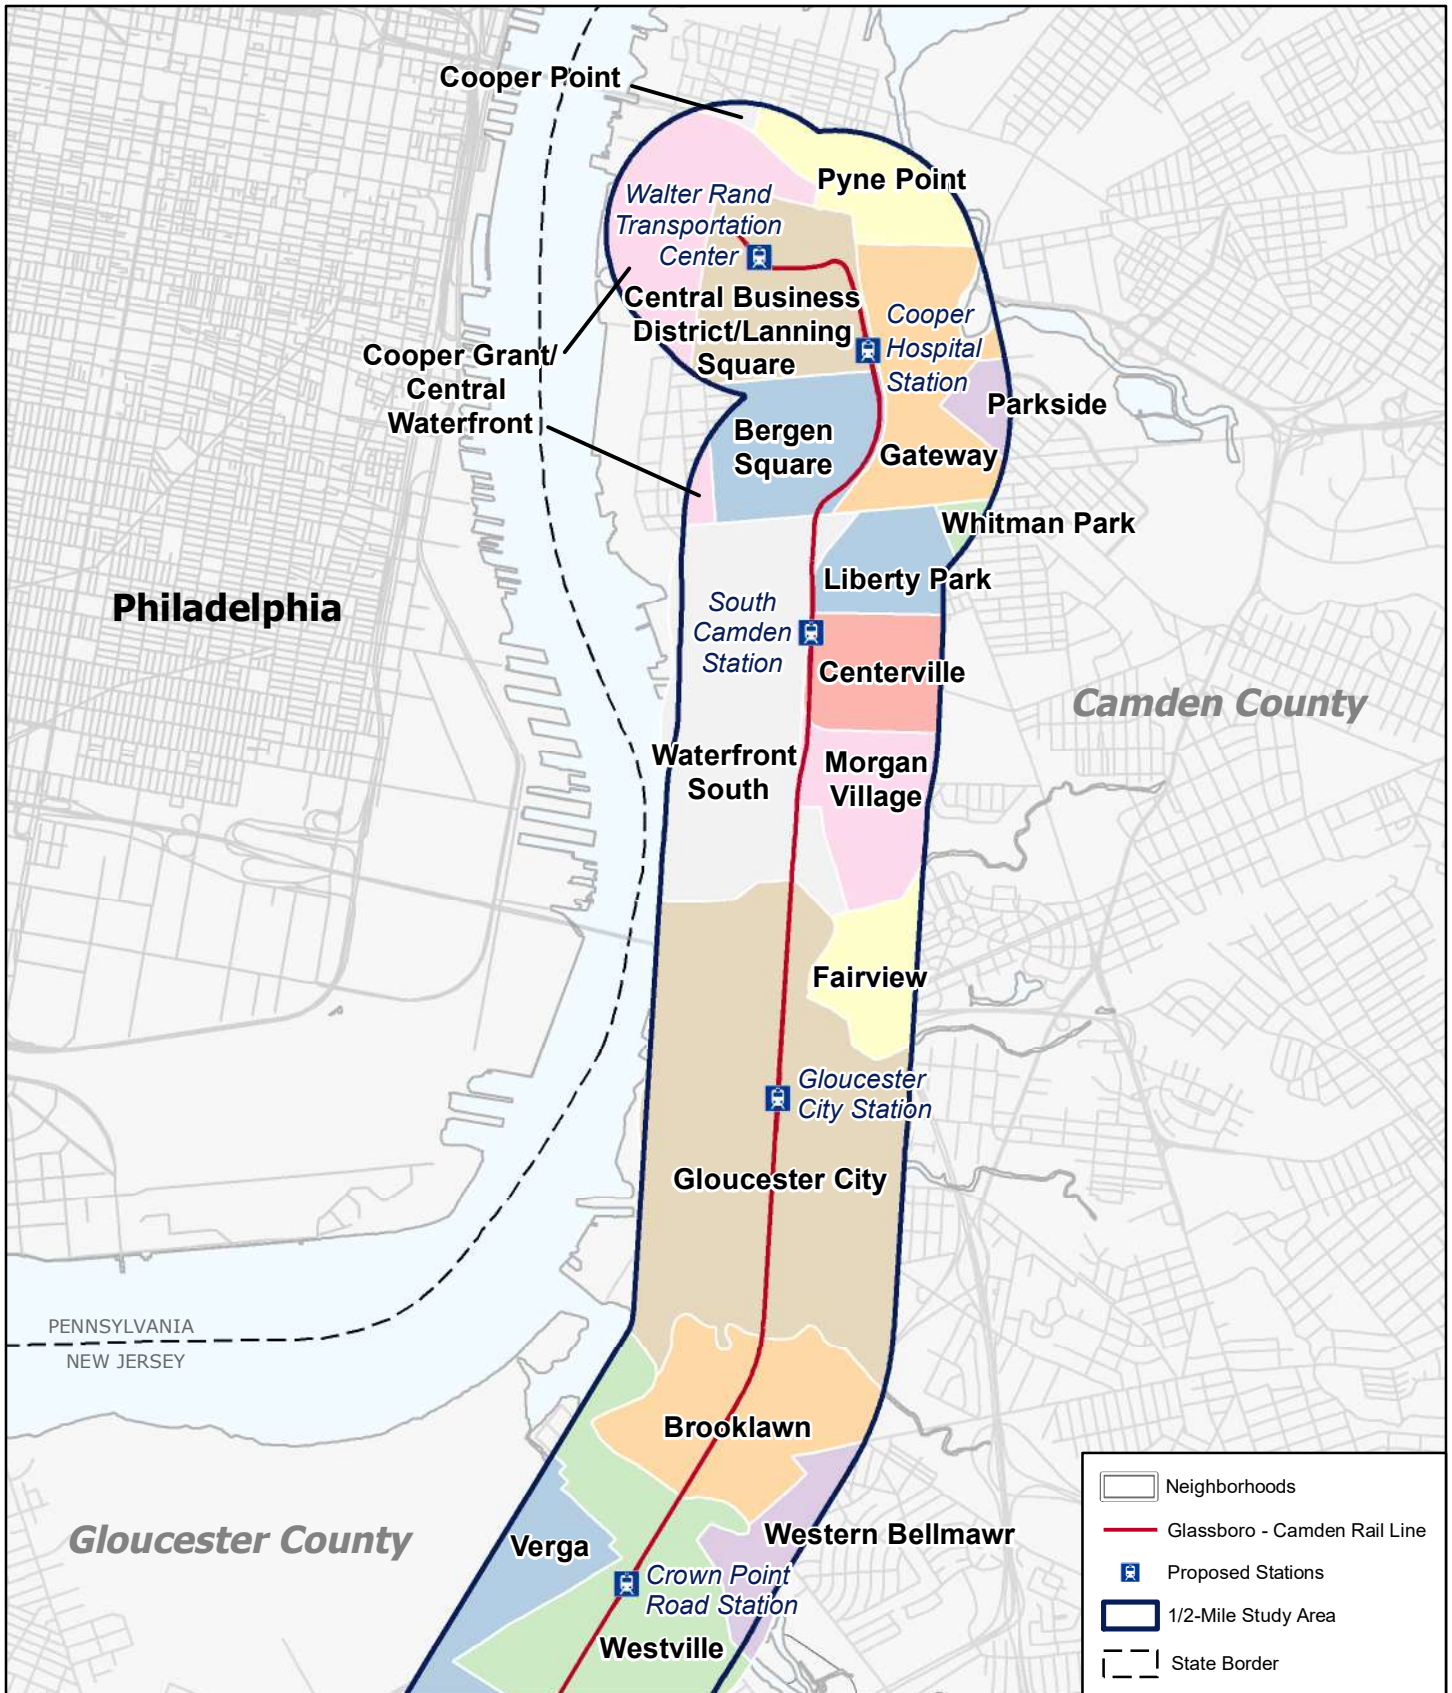 Cooper Point
Pyne Point
Walter Rand
Transportation
Center
Central Business
District/Lanning
Square
Cooper
Hospital
Station
Cooper Grant/
Central
Waterfront
Parkside
Bergen
Square
Gateway
Whitman Park
Liberty Park
Philadelphia
South
Camden
Station
Centerville
Camden County
Waterfront
South
Morgan
Village
Fairview
Gloucester
City Station
Gloucester City
PENNSYLVANIA
NEW JERSEY
Brooklawn
Gloucester County
Verga
Western Bellmawr
Crown Point
Road Station
Westville
Neighborhoods
Glassboro - Camden Rail Line
Proposed Stations
1/2-Mile Study Area
State Border